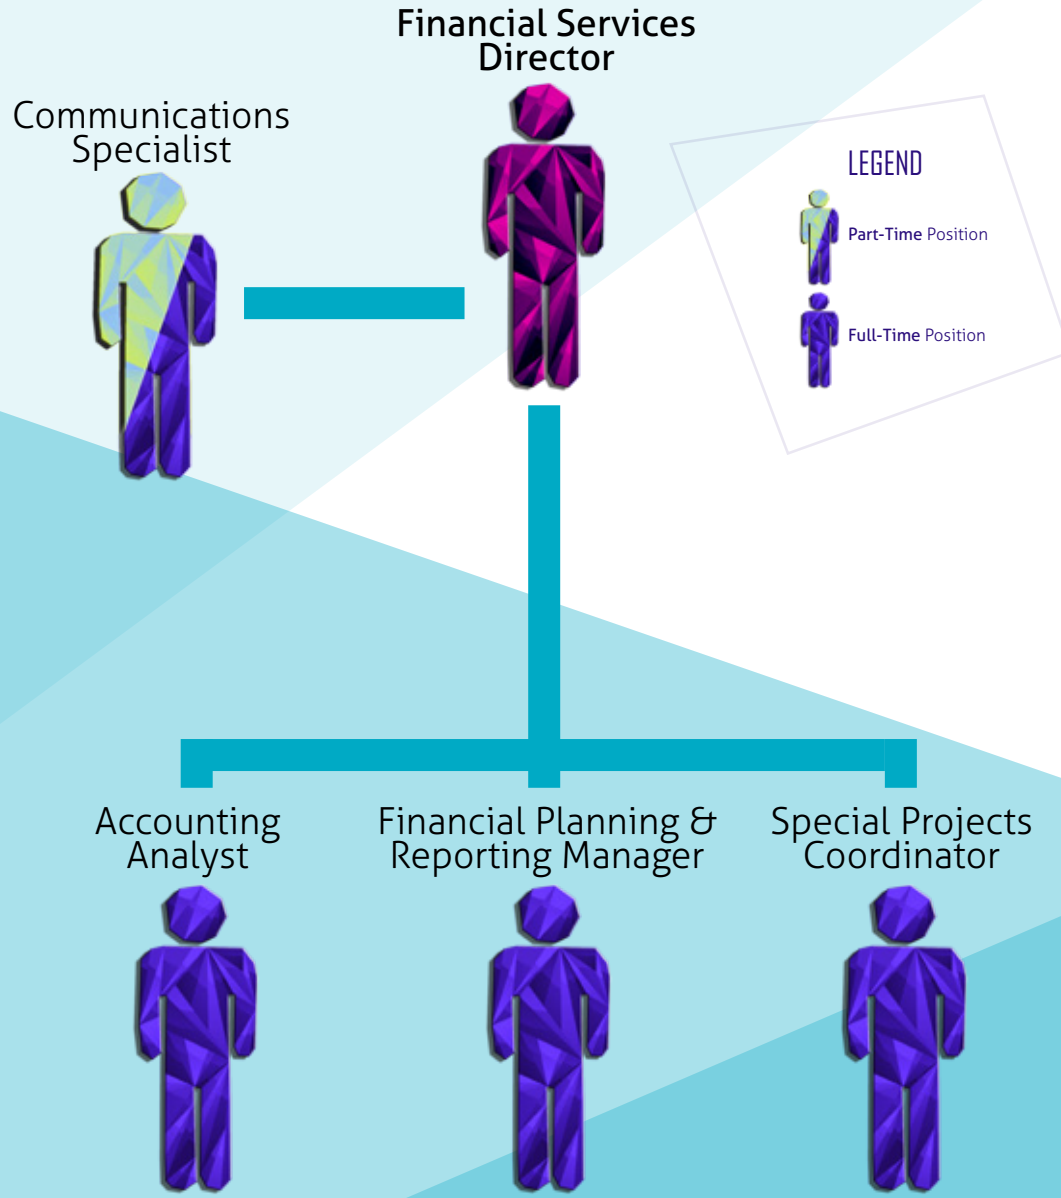 Financial Services
Director
Communications
Specialist
LEGEND
Part-Time Position
Full-Time Position
Accounting
Analyst
Financial Planning &
Reporting Manager
Special Projects
Coordinator